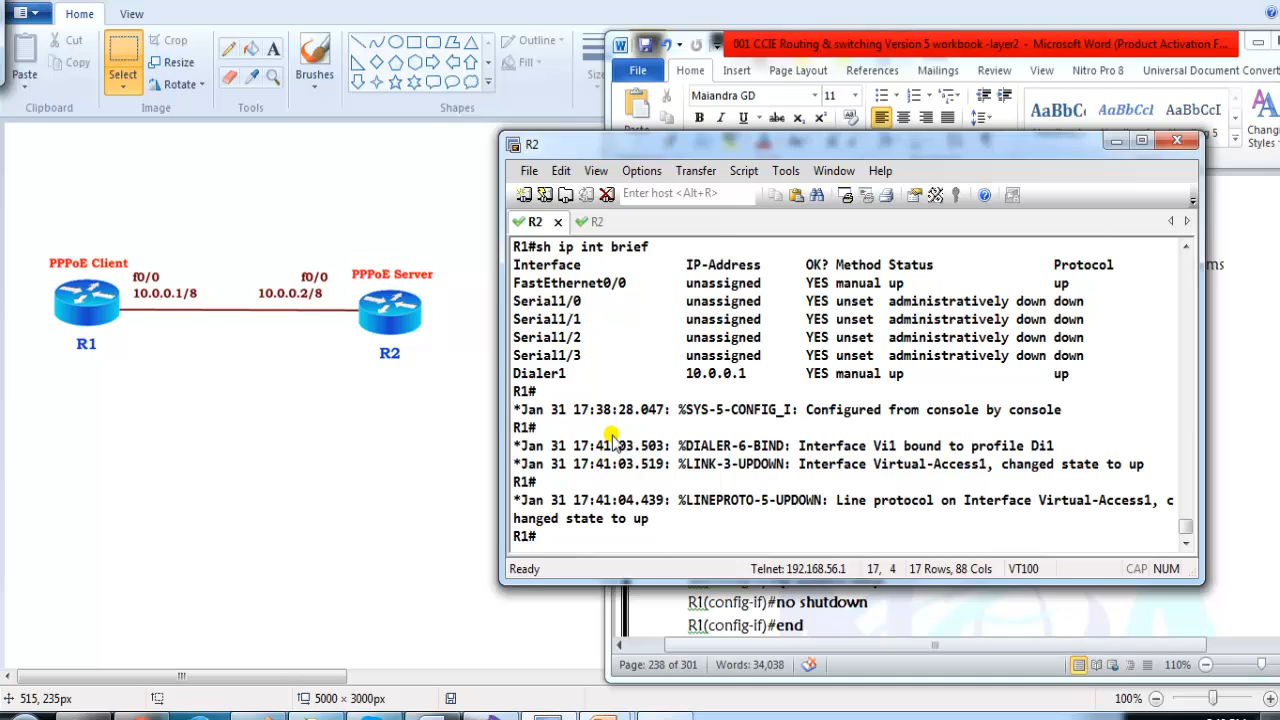 Home View
Cut
Copy
Paste
Clipboard
Crop
Resize
Select
Rotate
Image
Tools
Brushes
Outline
Fill
Shapes
001 CCIE Routing & switching Version 5 workbook -layer2 - Microsoft Word (Product Activation F...
File Home Insert Page Layout References Mailings Review View Nitro Pro 8 Universal Document Convert
Maiandra GD 11
AaBbCc AaBbCc AaBbCcI
Change
Styles
PPPoE Client
f0/0
10.0.0.1/8
R1
f0/0
10.0.0.2/8
PPPoE Server
R2
R2
File Edit View Options Transfer Script Tools Window Help
Enter host <Alt+R>
R2 R2
R1#sh ip int brief
Interface IP-Address OK? Method Status Protocol
FastEthernet0/0 unassigned YES manual up up
Serial1/0 unassigned YES unset administratively down down
Serial1/1 unassigned YES unset administratively down down
Serial1/2 unassigned YES unset administratively down down
Serial1/3 unassigned YES unset administratively down down
Dialer1 10.0.0.1 YES manual up up
R1#
*Jan 31 17:38:28.047: %SYS-5-CONFIG_I: Configured from console by console
R1#
*Jan 31 17:41:03.503: %DIALER-6-BIND: Interface Vi1 bound to profile Di1
*Jan 31 17:41:03.519: %LINK-3-UPDOWN: Interface Virtual-Access1, changed state to up
R1#
*Jan 31 17:41:04.439: %LINEPROTO-5-UPDOWN: Line protocol on Interface Virtual-Access1, c
hanged state to up
R1#
Ready Telnet: 192.168.56.1 17, 4 17 Rows, 88 Cols VT100 CAP NUM
R1(config-if)#no shutdown
R1(config-if)#end
Page: 238 of 301 Words: 34,038 110%
515, 235px 5000 × 3000px 100%